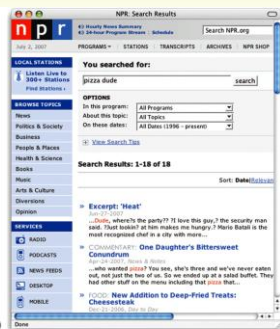 NPR: Search Results
npr
Hourly News Summary
24-hour Program Stream | Schedule
Search NPR.org
July 2, 2007
PROGRAMS
STATIONS
TRANSCRIPTS
ARCHIVES
NPR SHOP
LOCAL STATIONS
Listen Live to
300+ Stations
Find Stations
BROWSE TOPICS
News
Politics & Society
Business
People & Places
Health & Science
Books
Music
Arts & Culture
Diversions
Opinion
SERVICES
RADIO
PODCASTS
NEWS FEEDS
DESKTOP
MOBILE
You searched for:
pizza dude
search
OPTIONS
In this program: All Programs
About this topic: All Topics
On these dates: All Dates (1996 - present)
View Search Tips
Search Results: 1-18 of 18
Sort: Date|Relevan
» Excerpt: 'Heat'
Jun-27-2007
...Dude, where?s the party?? ?I love this guy,? the security man
said. ?Just lookin? at him makes me hungry.? Mario Batali is the
most recognized chef in a city with more...
» COMMENTARY: One Daughter's Bittersweet
Conundrum
Apr-24-2007, News & Notes
...who wanted pizza? You see, she's three and we've never eaten
out, not just the two of us. So we ended up at a salad buffet. They
had other stuff on the menu including that pizza that...
» FOOD: New Addition to Deep-Fried Treats:
Cheesesteak
Dec-21-2006, Day to Day
Done